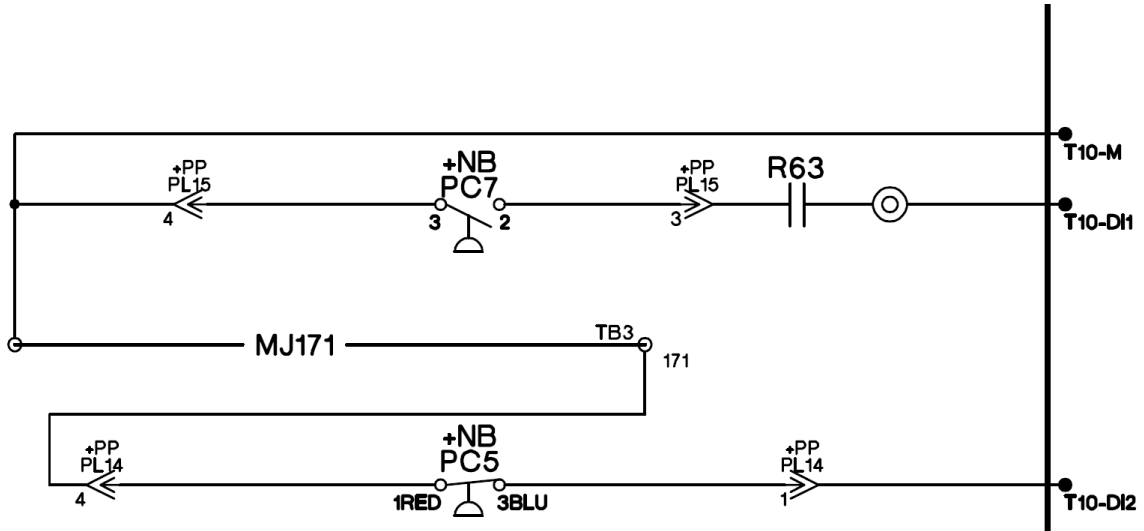 T10-M
+PP
PL15
4
+NB
PC7
3 2
+PP
PL15
3
R63
T10-DI1
MJ171
TB3
171
+PP
PL14
4
+NB
PC5
1RED 3BLU
+PP
PL14
1
T10-DI2